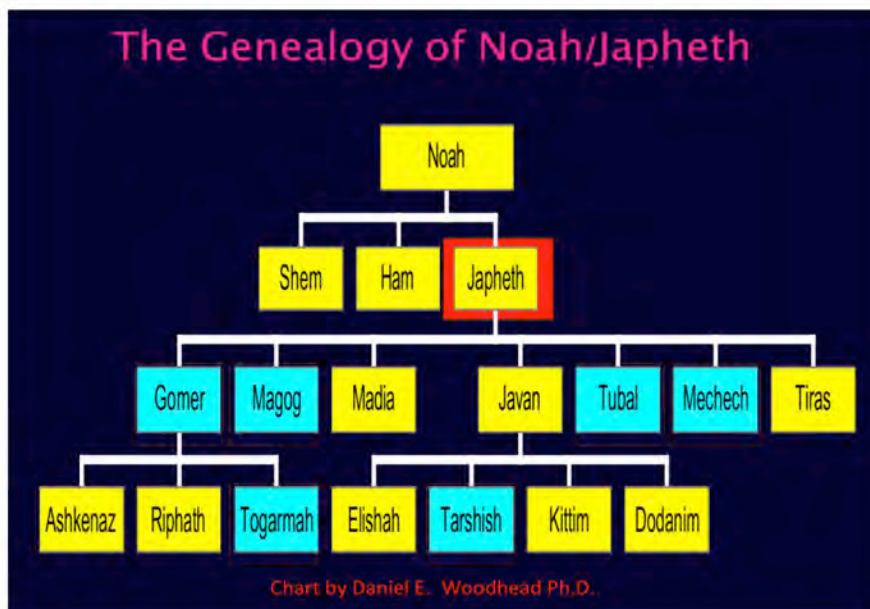 The Genealogy of Noah/Japheth
Noah
Shem Ham Japheth
Gomer Magog Madia Javan Tubal Mechech Tiras
Ashkenaz Riphath Togarmah Elishah Tarshish Kittim Dodanim
Chart by Daniel E. Woodhead Ph.D.